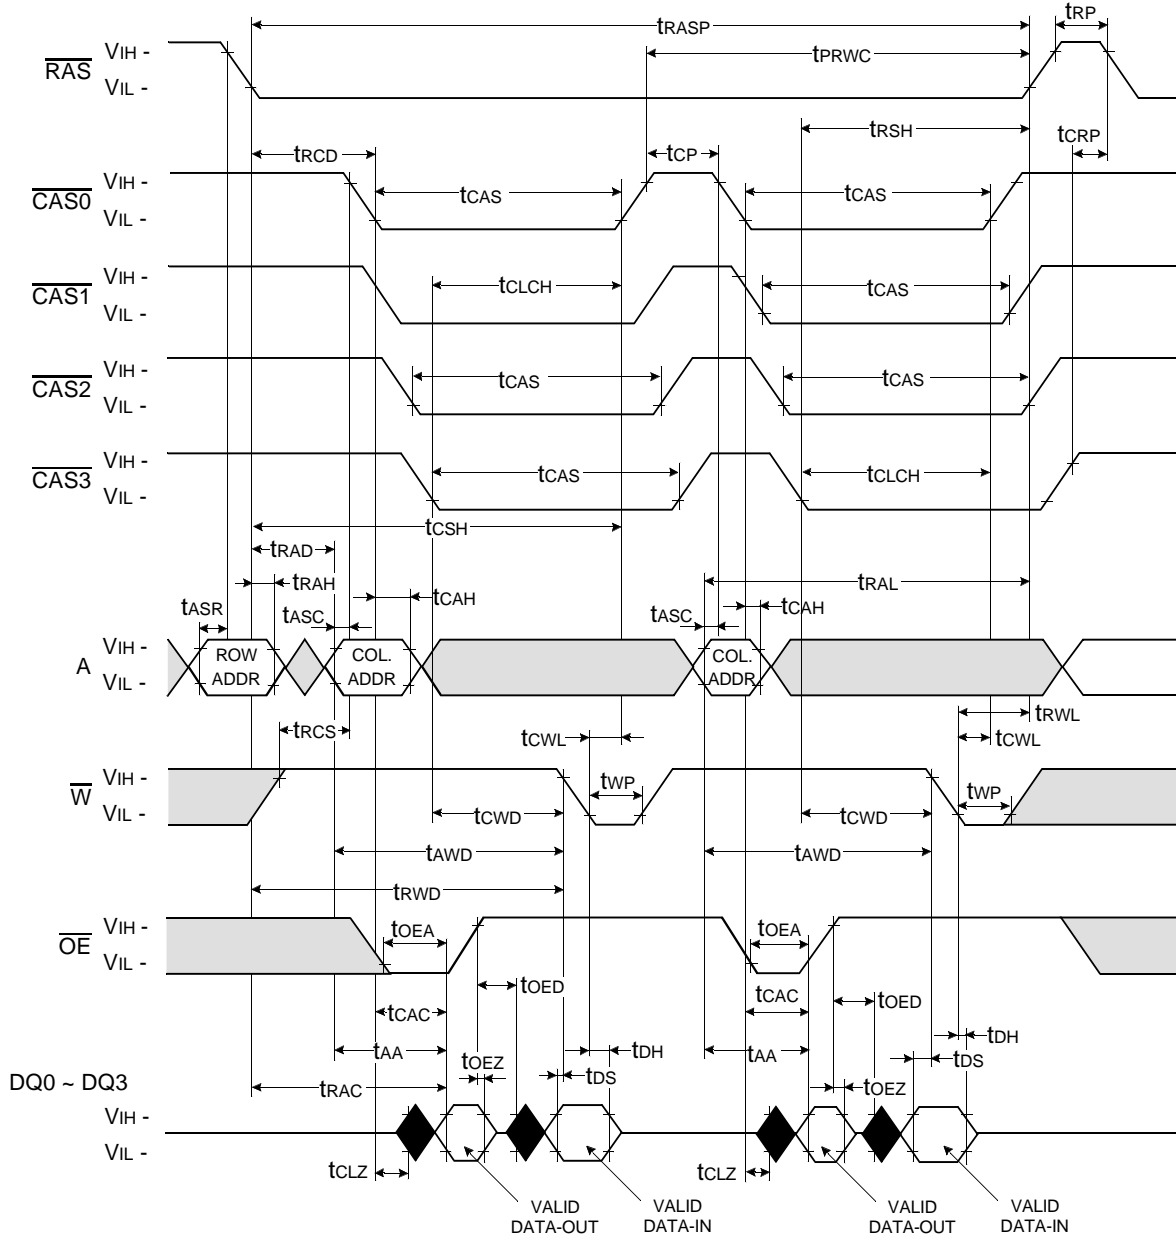 tRASP
tRP
VIH -
RAS
VIL -
tPRWC
tRSH
tCRP
tRCD
tCP
VIH -
CAS0
VIL -
tCAS
tCAS
VIH -
CAS1
VIL -
tCLCH
tCAS
VIH -
CAS2
VIL -
tCAS
tCAS
VIH -
CAS3
VIL -
tCAS
tCLCH
tCSH
tRAD
tRAH
tRAL
tASR
tASC
tCAH
tASC
tCAH
VIH -
A
VIL -
ROW
ADDR
COL.
ADDR
COL.
ADDR
tRWL
tRCS
tCWL
tCWL
VIH -
W
VIL -
tWP
tWP
tCWD
tCWD
tAWD
tAWD
tRWD
VIH -
OE
VIL -
tOEA
tOEA
tOED
tOED
tCAC
tCAC
tAA
tOEZ
tDH
tAA
tDH
tDS
tDS
DQ0 ~ DQ3
tRAC
tOEZ
VIH -
VIL -
tCLZ
tCLZ
VALID
DATA-OUT
VALID
DATA-IN
VALID
DATA-OUT
VALID
DATA-IN